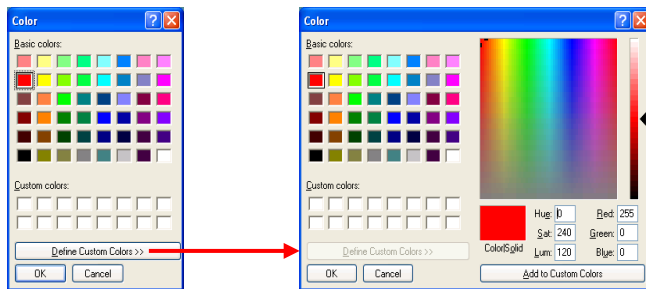 Color
Basic colors:
Custom colors:
Define Custom Colors >>
OK Cancel
Color
Basic colors:
Custom colors:
Define Custom Colors >>
OK Cancel
Hue: 0 Red: 255
Sat: 240 Green: 0
Color|Solid Lum: 120 Blue: 0
Add to Custom Colors